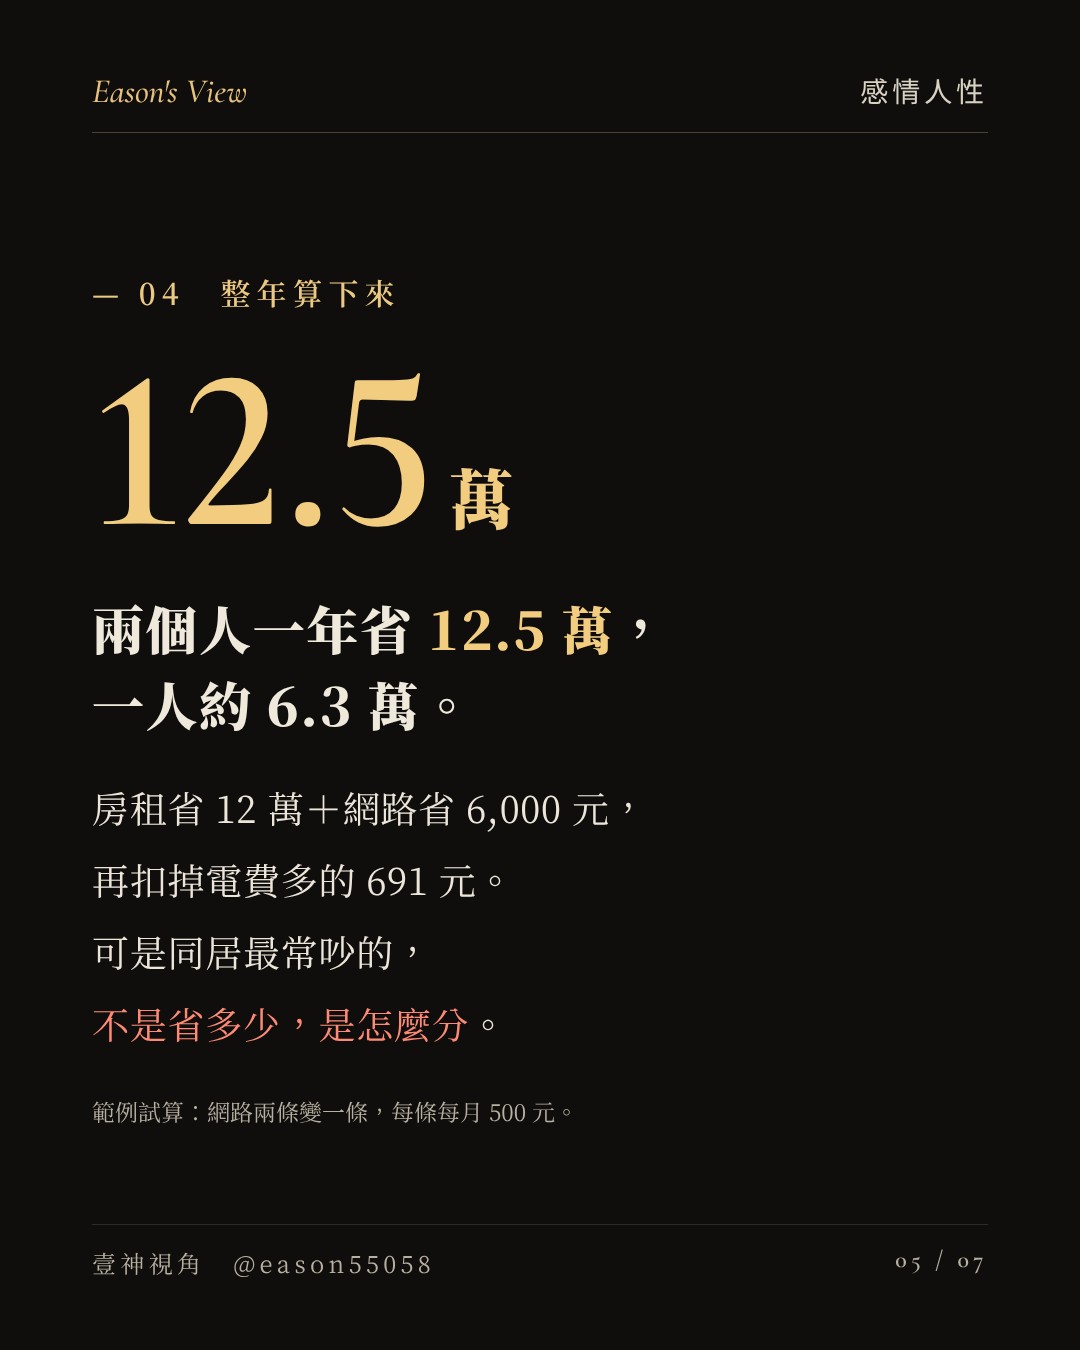 Eason's View
感情人性
— 04 整年算下來
12.5 萬
兩個人一年省 12.5 萬，
一人約 6.3 萬。
房租省 12 萬＋網路省 6,000 元，
再扣掉電費多的 691 元。
可是同居最常吵的，
不是省多少，是怎麼分。
範例試算：網路兩條變一條，每條每月 500 元。
壹神視角 @eason55058
05 / 07